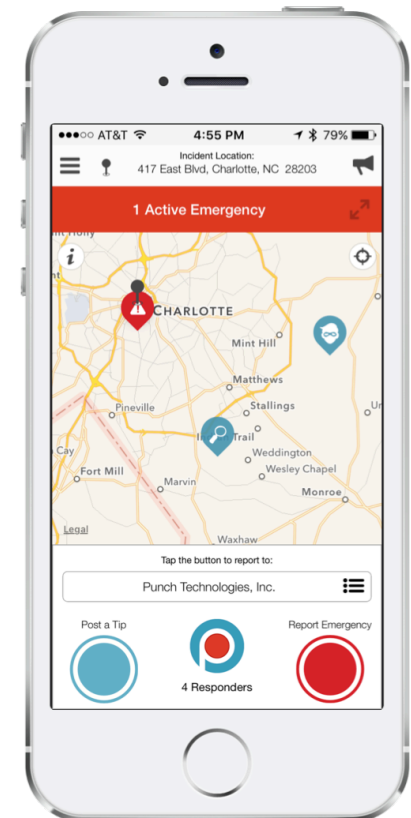 AT&T 4:55 PM 79%
Incident Location:
417 East Blvd, Charlotte, NC 28203
1 Active Emergency
i
CHARLOTTE
Mint Hill
Matthews
Pineville
Stallings
Trail
Weddington
Wesley Chapel
Fort Mill
Marvin
Monroe
Legal
Waxhaw
Tap the button to report to:
Punch Technologies, Inc.
Post a Tip
Report Emergency
4 Responders